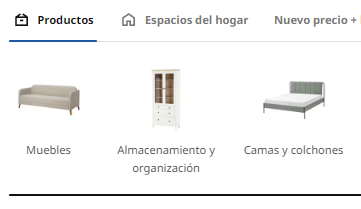 Productos Espacios del hogar Nuevo precio +
Muebles Almacenamiento y Camas y colchones
organización